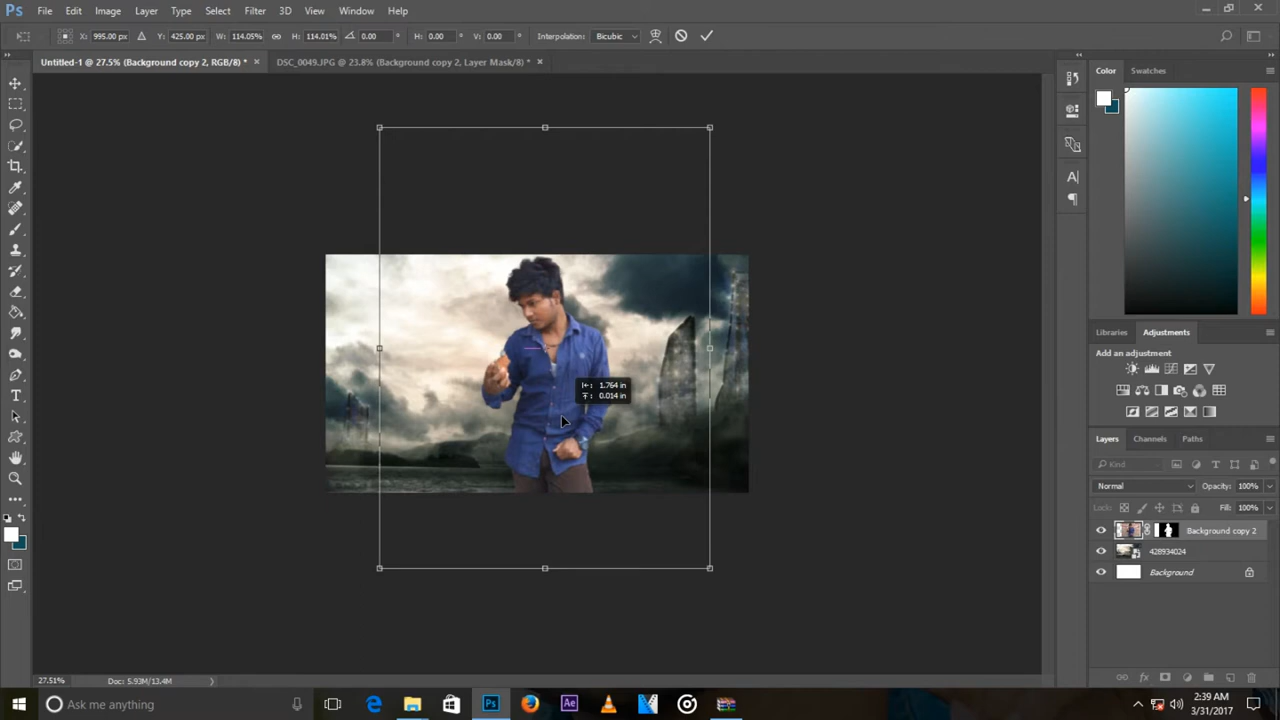 Ps File Edit Image Layer Type Select Filter 3D View Window Help
X: 995.00 px Y: 425.00 px W: 114.05% H: 114.01% 0.00 ° H: 0.00 ° V: 0.00 ° Interpolation: Bicubic
Untitled-1 @ 27.5% (Background copy 2, RGB/8) * × DSC_0049.JPG @ 23.8% (Background copy 2, Layer Mask/8) * ×
Color Swatches
Libraries Adjustments
Add an adjustment
1.764 in
0.014 in
Layers Channels Paths
Kind
Normal Opacity: 100%
Locks: Fill: 100%
Background copy 2
428934024
Background
27.51% Doc: 5.93M/13.4M
Ask me anything
Ps Ae
2:39 AM
3/31/2017